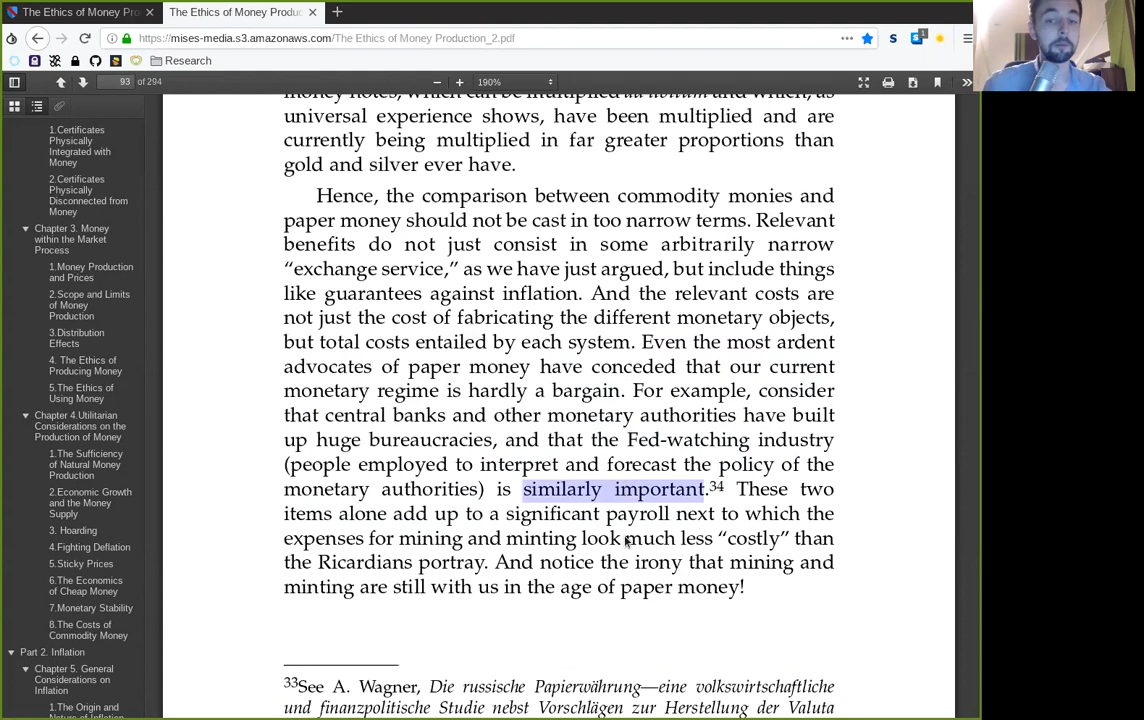 The Ethics of Money Pro
The Ethics of Money Produc
https://mises-media.s3.amazonaws.com/The Ethics of Money Production_2.pdf
S
S
1
Research
93
of 294
190%
1.Certificates
Physically
Integrated with
Money
2.Certificates
Physically
Disconnected from
Money
Chapter 3. Money
within the Market
Process
1.Money Production
and Prices
2.Scope and Limits
of Money
Production
3.Distribution
Effects
4. The Ethics of
Producing Money
5.The Ethics of
Using Money
Chapter 4.Utilitarian
Considerations on the
Production of Money
1.The Sufficiency
of Natural Money
Production
2.Economic Growth
and the Money
Supply
3. Hoarding
4.Fighting Deflation
5.Sticky Prices
6.The Economics
of Cheap Money
7.Monetary Stability
8.The Costs of
Commodity Money
Part 2. Inflation
Chapter 5. General
Considerations on
Inflation
1.The Origin and
Nature of Inflation
money notes, which can be multiplied ad libitum and which, as
universal experience shows, have been multiplied and are
currently being multiplied in far greater proportions than
gold and silver ever have.
Hence, the comparison between commodity monies and
paper money should not be cast in too narrow terms. Relevant
benefits do not just consist in some arbitrarily narrow
“exchange service,” as we have just argued, but include things
like guarantees against inflation. And the relevant costs are
not just the cost of fabricating the different monetary objects,
but total costs entailed by each system. Even the most ardent
advocates of paper money have conceded that our current
monetary regime is hardly a bargain. For example, consider
that central banks and other monetary authorities have built
up huge bureaucracies, and that the Fed-watching industry
(people employed to interpret and forecast the policy of the
monetary authorities) is similarly important.34 These two
items alone add up to a significant payroll next to which the
expenses for mining and minting look much less “costly” than
the Ricardians portray. And notice the irony that mining and
minting are still with us in the age of paper money!
33See A. Wagner, Die russische Papierwährung—eine volkswirtschaftliche
und finanzpolitische Studie nebst Vorschlägen zur Herstellung der Valuta